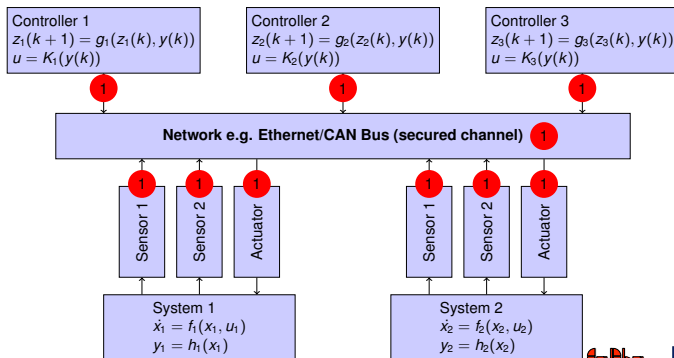 Controller 1
z₁(k + 1) = g₁(z₁(k), y(k))
u = K₁(y(k))
Controller 2
z₂(k + 1) = g₂(z₂(k), y(k))
u = K₂(y(k))
Controller 3
z₃(k + 1) = g₃(z₃(k), y(k))
u = K₃(y(k))
1
1
1
Network e.g. Ethernet/CAN Bus (secured channel)
1
1
1
1
1
1
1
Sensor 1
Sensor 2
Actuator
Sensor 1
Sensor 2
Actuator
System 1
ẋ₁ = f₁(x₁, u₁)
y₁ = h₁(x₁)
System 2
ẋ₂ = f₂(x₂, u₂)
y₂ = h₂(x₂)